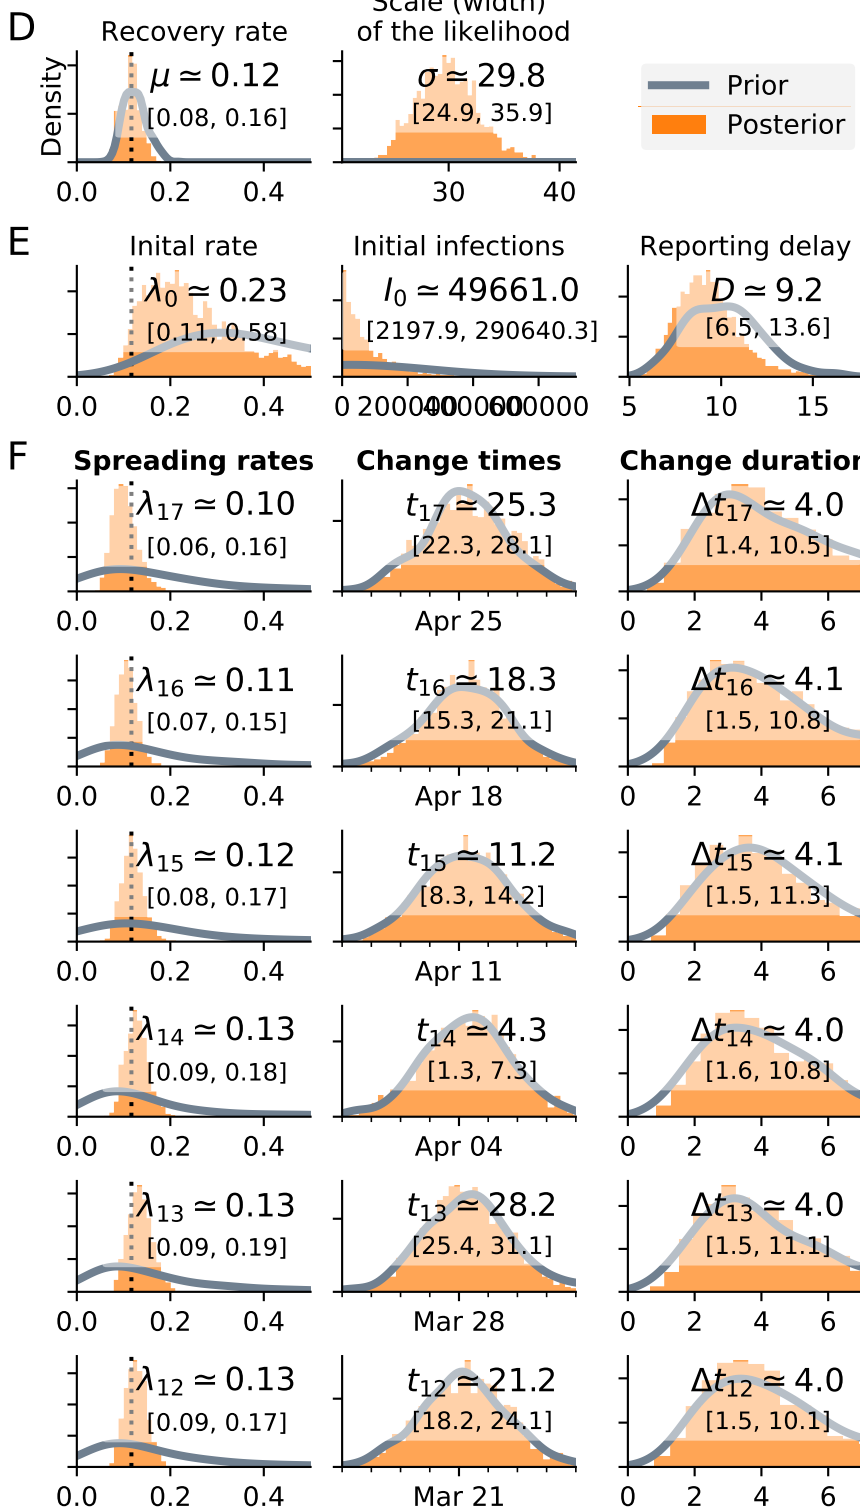 D
Recovery rate
Scale (width)
of the likelihood
Density
μ ≃ 0.12
[0.08, 0.16]
0.0 0.2 0.4
σ ≃ 29.8
[24.9, 35.9]
30 40
Prior
Posterior
E
Inital rate
λ0 ≃ 0.23
[0.11, 0.58]
0.0 0.2 0.4
Initial infections
I0 ≃ 49661.0
[2197.9, 290640.3]
0 200000 400000 600000
Reporting delay
D ≃ 9.2
[6.5, 13.6]
5 10 15
F
Spreading rates Change times Change duration
λ17 ≃ 0.10
[0.06, 0.16]
0.0 0.2 0.4
t17 ≃ 25.3
[22.3, 28.1]
Apr 25
Δt17 ≃ 4.0
[1.4, 10.5]
0 2 4 6
λ16 ≃ 0.11
[0.07, 0.15]
0.0 0.2 0.4
t16 ≃ 18.3
[15.3, 21.1]
Apr 18
Δt16 ≃ 4.1
[1.5, 10.8]
0 2 4 6
λ15 ≃ 0.12
[0.08, 0.17]
0.0 0.2 0.4
t15 ≃ 11.2
[8.3, 14.2]
Apr 11
Δt15 ≃ 4.1
[1.5, 11.3]
0 2 4 6
λ14 ≃ 0.13
[0.09, 0.18]
0.0 0.2 0.4
t14 ≃ 4.3
[1.3, 7.3]
Apr 04
Δt14 ≃ 4.0
[1.6, 10.8]
0 2 4 6
λ13 ≃ 0.13
[0.09, 0.19]
0.0 0.2 0.4
t13 ≃ 28.2
[25.4, 31.1]
Mar 28
Δt13 ≃ 4.0
[1.5, 11.1]
0 2 4 6
λ12 ≃ 0.13
[0.09, 0.17]
0.0 0.2 0.4
t12 ≃ 21.2
[18.2, 24.1]
Mar 21
Δt12 ≃ 4.0
[1.5, 10.1]
0 2 4 6